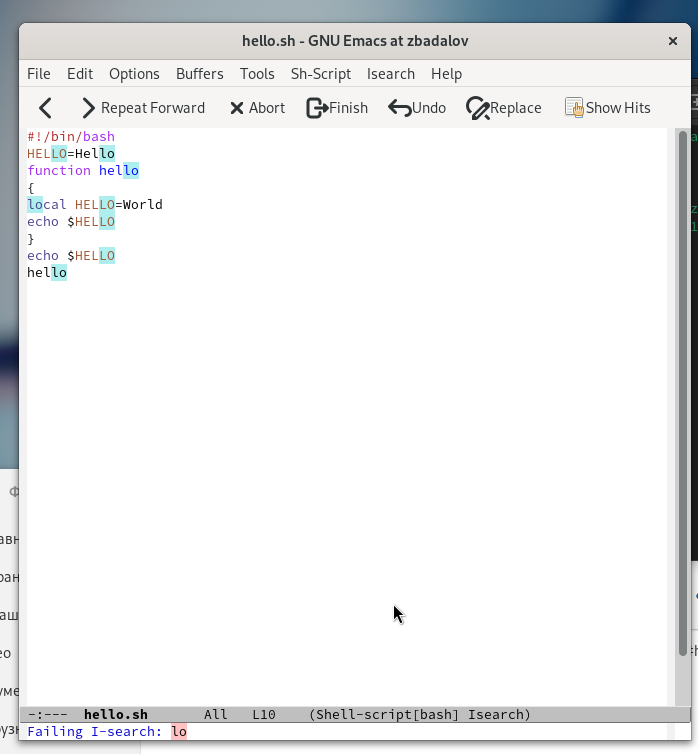 hello.sh - GNU Emacs at zbadalov
File Edit Options Buffers Tools Sh-Script Isearch Help
Repeat Forward Abort Finish Undo Replace Show Hits
#!/bin/bash
HELLO=Hello
function hello
{
local HELLO=World
echo $HELLO
}
echo $HELLO
hello
-:--- hello.sh All L10 (Shell-script[bash] Isearch)
Failing I-search: lo